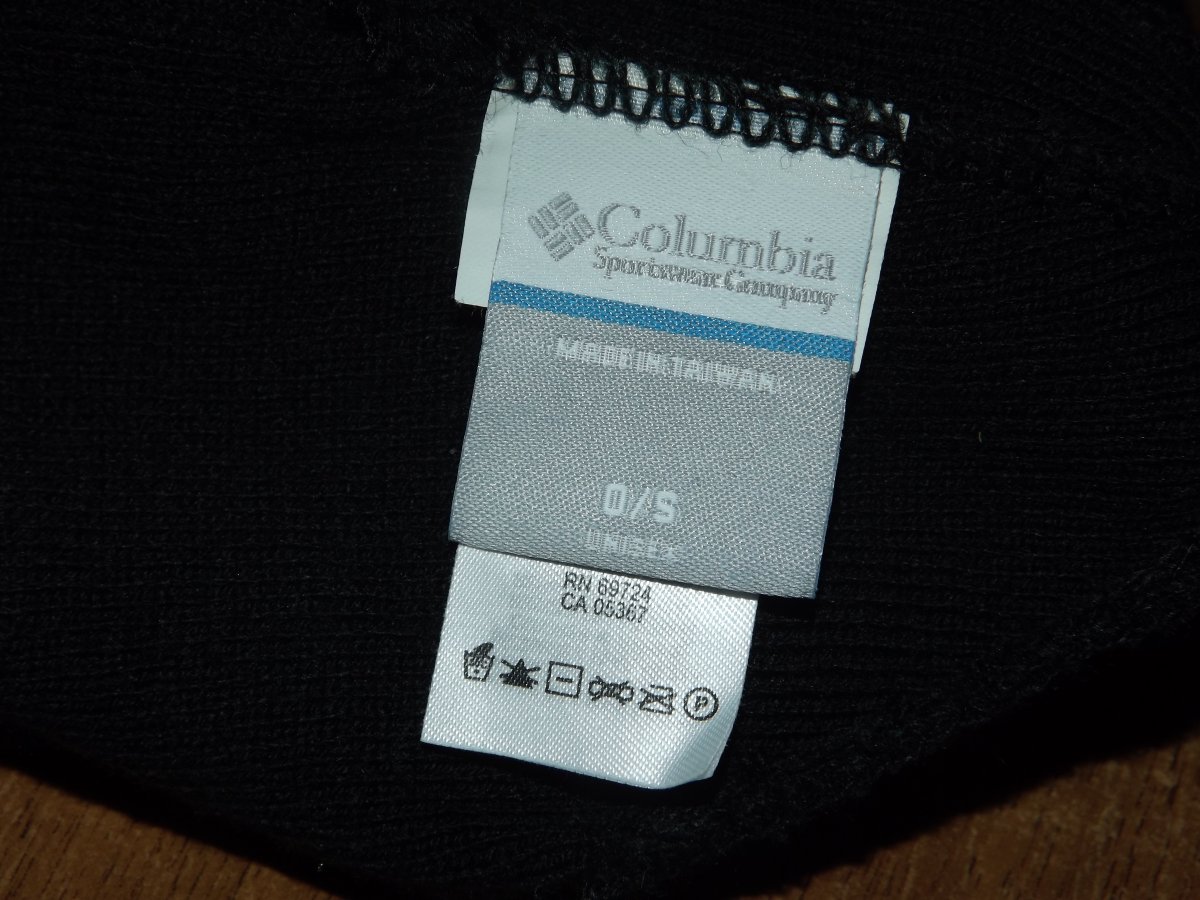 Columbia
Sportswear Company
MADE IN TAIWAN
O/S
UNISEX
RN 69724
CA 05367
P